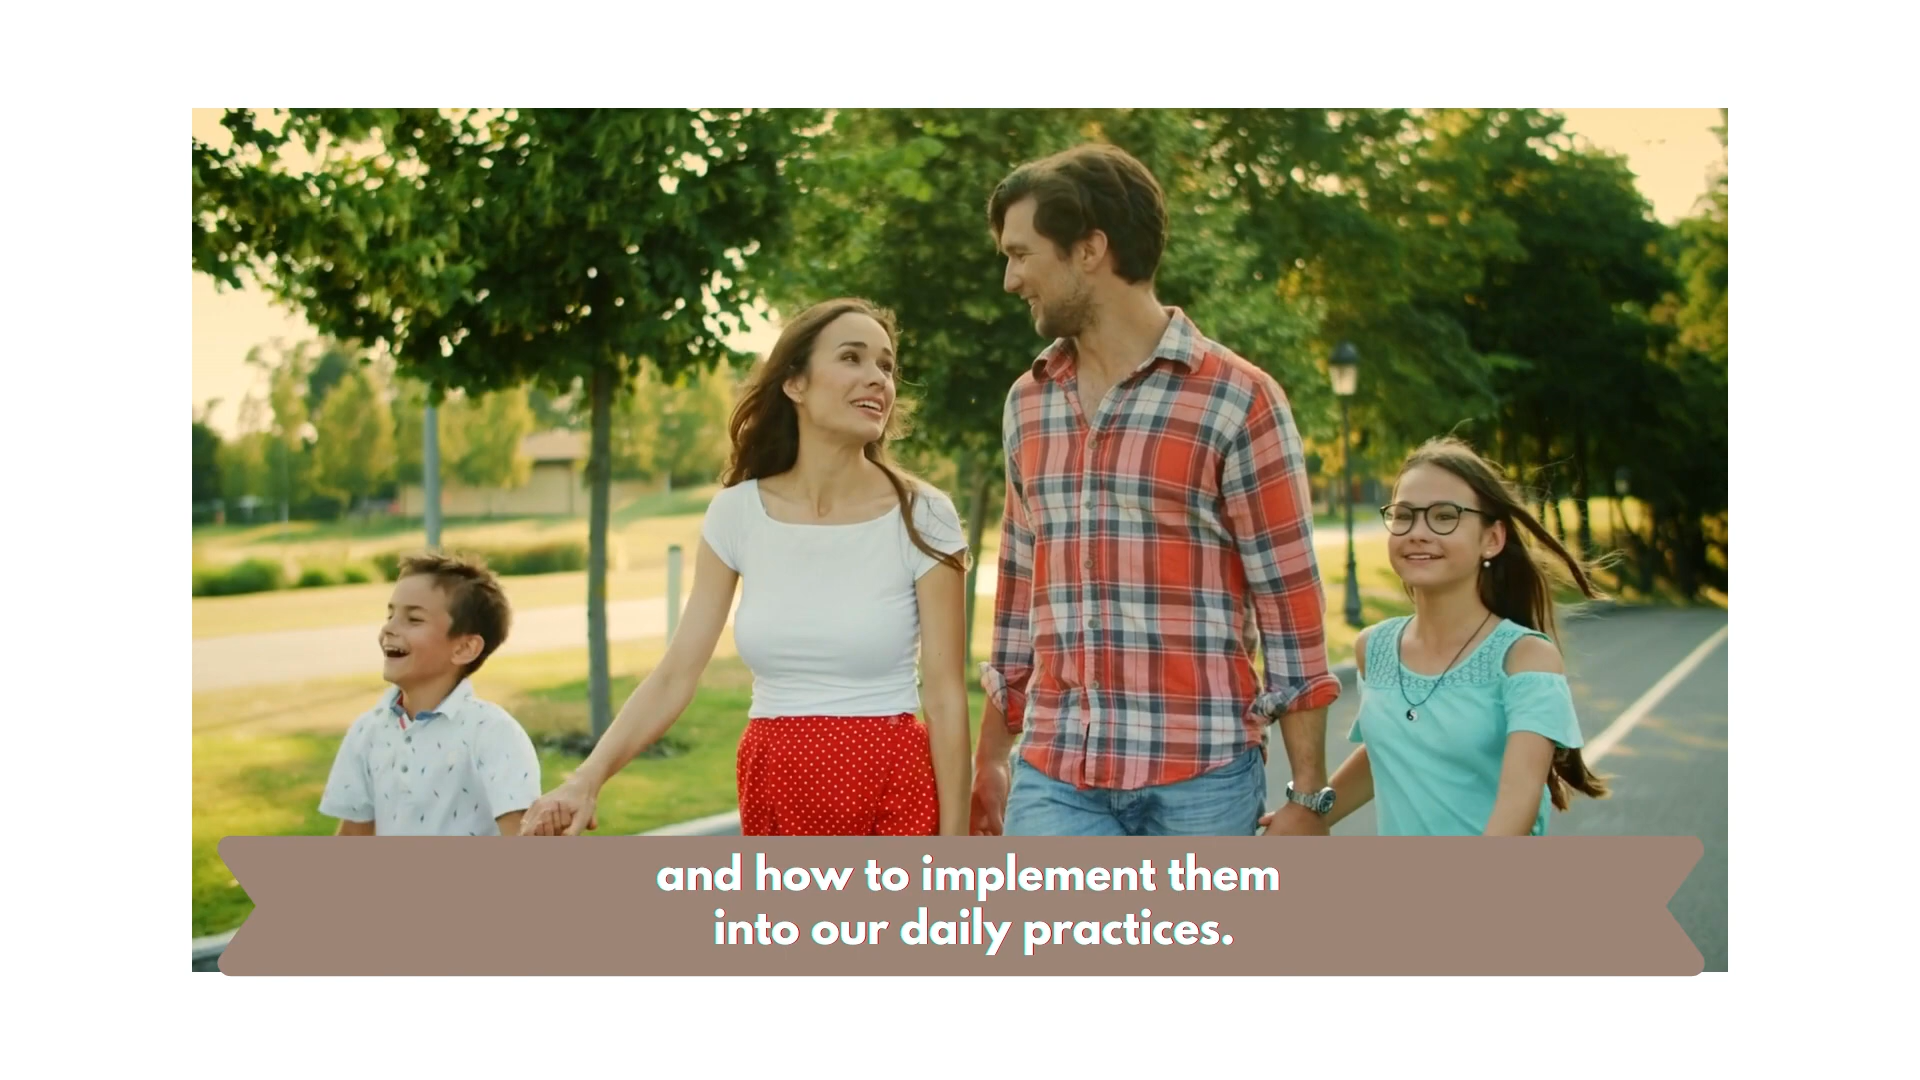 and how to implement them
into our daily practices.